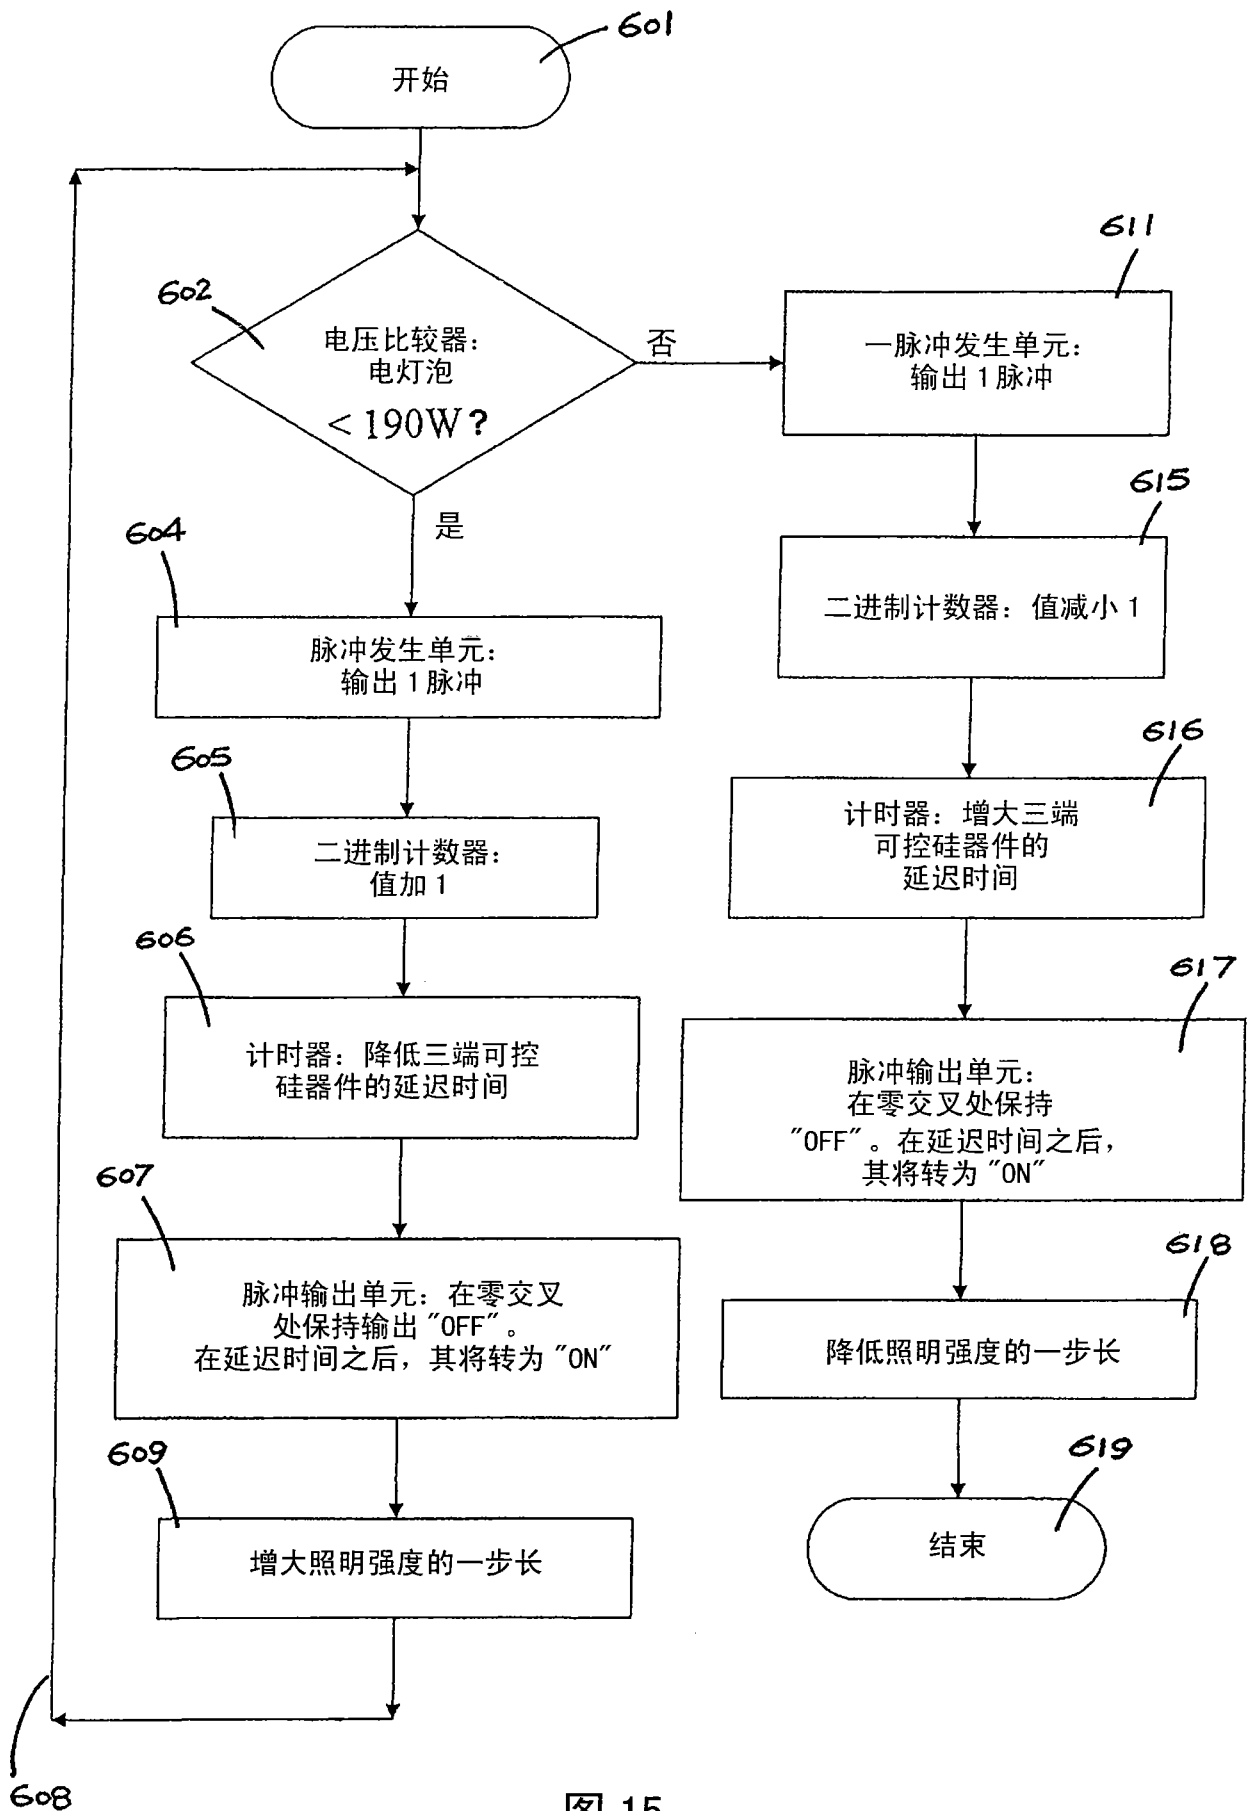 601
开始
602
电压比较器：
电灯泡
< 190W？
否
是
604
脉冲发生单元：
输出 1 脉冲
605
二进制计数器：
值加 1
606
计时器：降低三端可控
硅器件的延迟时间
607
脉冲输出单元：在零交叉
处保持输出 "OFF"。
在延迟时间之后，其将转为 "ON"
609
增大照明强度的一步长
608
611
一脉冲发生单元：
输出 1 脉冲
615
二进制计数器：值减小 1
616
计时器：增大三端
可控硅器件的
延迟时间
617
脉冲输出单元：
在零交叉处保持
"OFF"。在延迟时间之后，
其将转为 "ON"
618
降低照明强度的一步长
619
结束
图 15